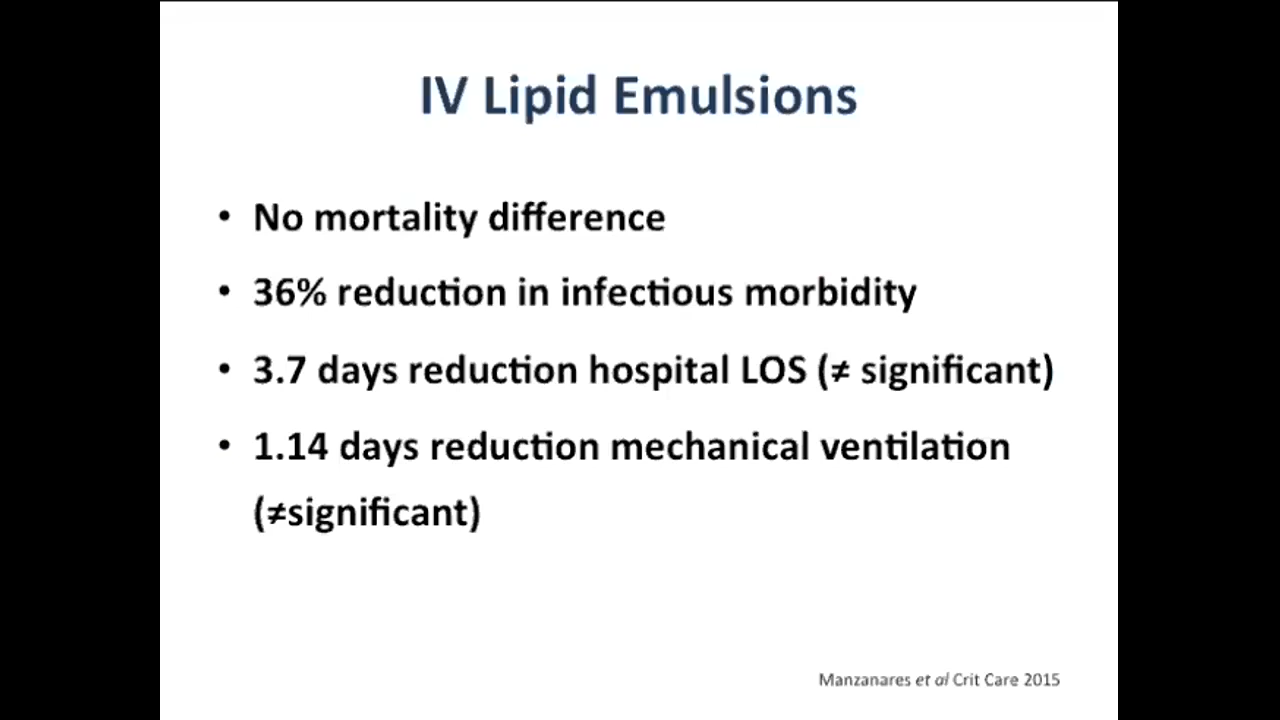 IV Lipid Emulsions
• No mortality difference
• 36% reduction in infectious morbidity
• 3.7 days reduction hospital LOS (≠ significant)
• 1.14 days reduction mechanical ventilation
(≠significant)
Manzanares et al Crit Care 2015